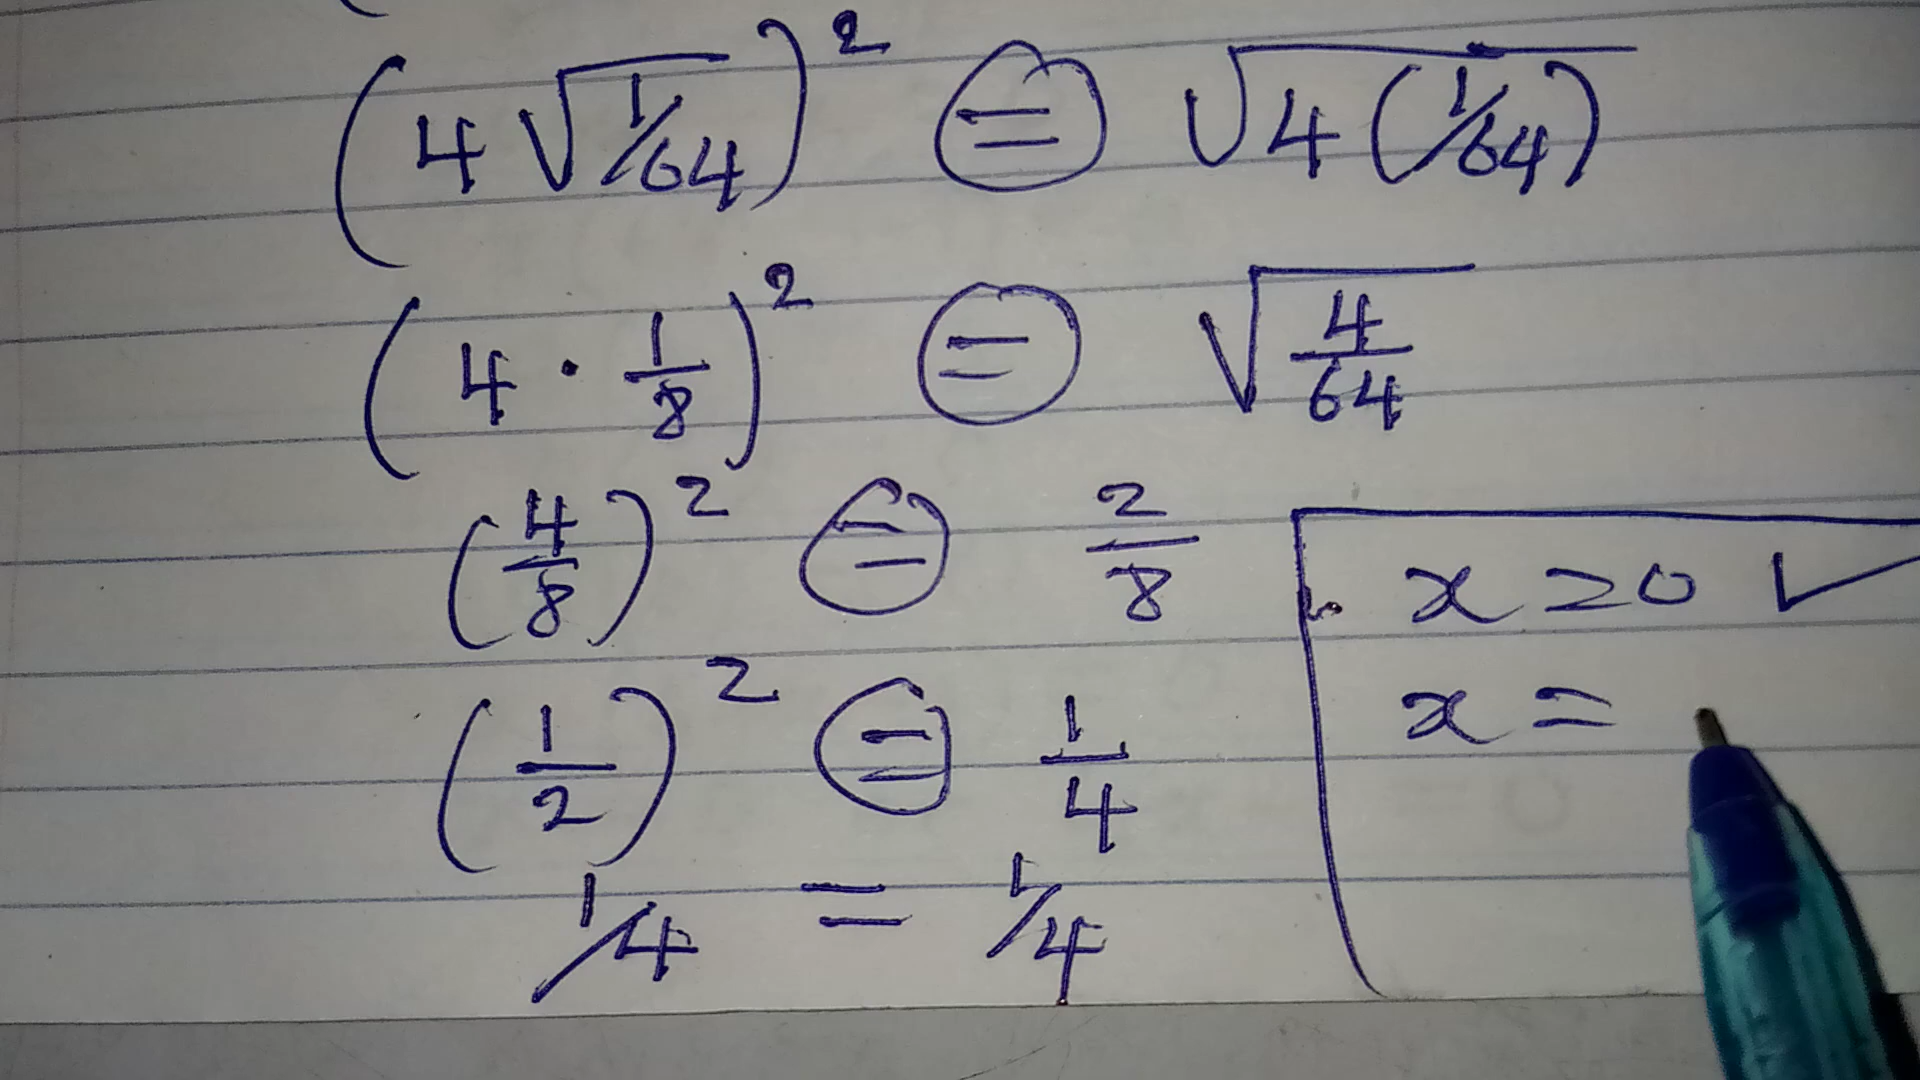 (4√1/64)² = √4(1/64)
(4 · 1/8)² = √4/64
(4/8)² = 2/8
(1/2)² = 1/4
1/4 = 1/4
x=0 ✓
x =